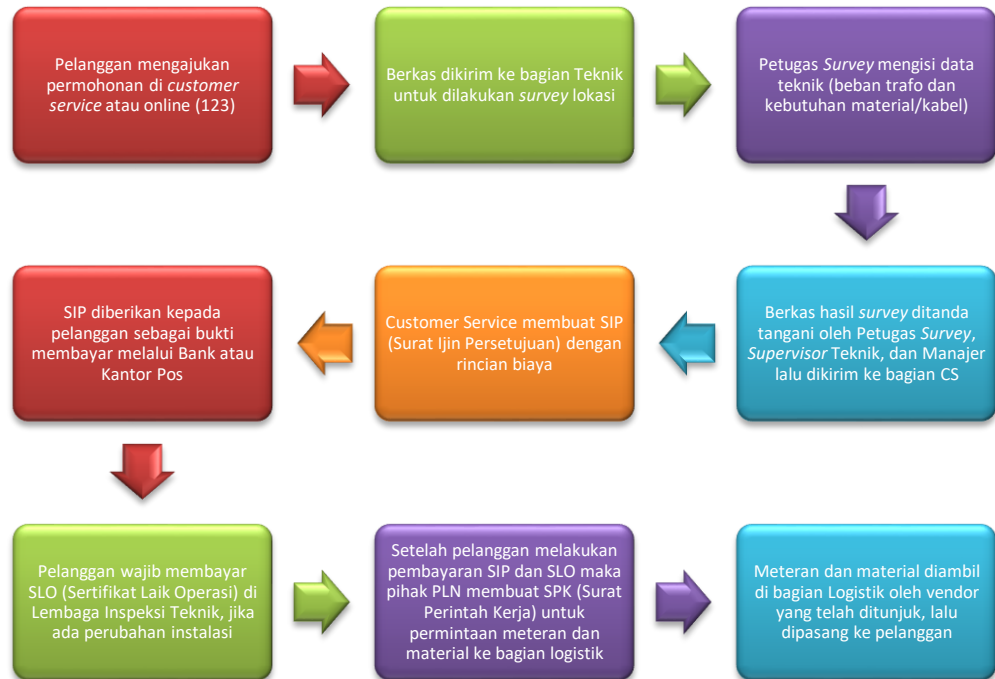 Pelanggan mengajukan
permohonan di customer
service atau online (123)
Berkas dikirim ke bagian Teknik
untuk dilakukan survey lokasi
Petugas Survey mengisi data
teknik (beban trafo dan
kebutuhan material/kabel)
Berkas hasil survey ditanda
tangani oleh Petugas Survey,
Supervisor Teknik, dan Manajer
lalu dikirim ke bagian CS
Customer Service membuat SIP
(Surat Ijin Persetujuan) dengan
rincian biaya
SIP diberikan kepada
pelanggan sebagai bukti
membayar melalui Bank atau
Kantor Pos
Pelanggan wajib membayar
SLO (Sertifikat Laik Operasi) di
Lembaga Inspeksi Teknik, jika
ada perubahan instalasi
Setelah pelanggan melakukan
pembayaran SIP dan SLO maka
pihak PLN membuat SPK (Surat
Perintah Kerja) untuk
permintaan meteran dan
material ke bagian logistik
Meteran dan material diambil
di bagian Logistik oleh vendor
yang telah ditunjuk, lalu
dipasang ke pelanggan